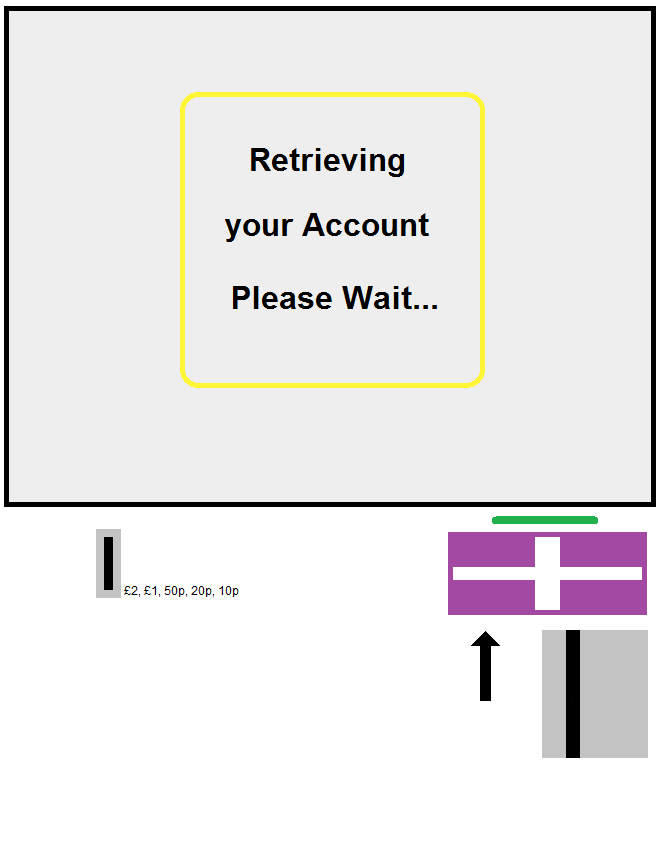 Retrieving
your Account
Please Wait...
£2, £1, 50p, 20p, 10p